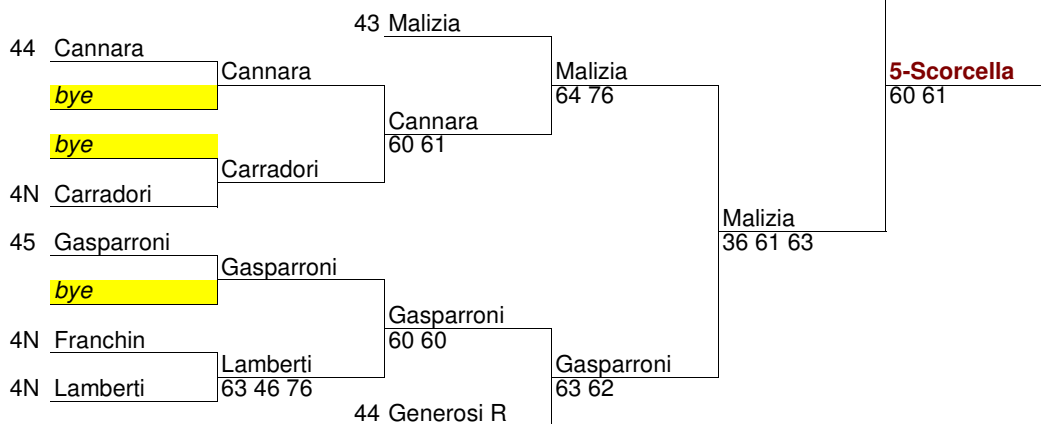 43 Malizia
44 Cannara
Cannara
Malizia
5-Scorcella
bye
64 76
60 61
Cannara
bye
60 61
Carradori
4N Carradori
Malizia
45 Gasparroni
36 61 63
Gasparroni
bye
Gasparroni
4N Franchin
60 60
Lamberti
Gasparroni
4N Lamberti
63 46 76
63 62
44 Generosi R